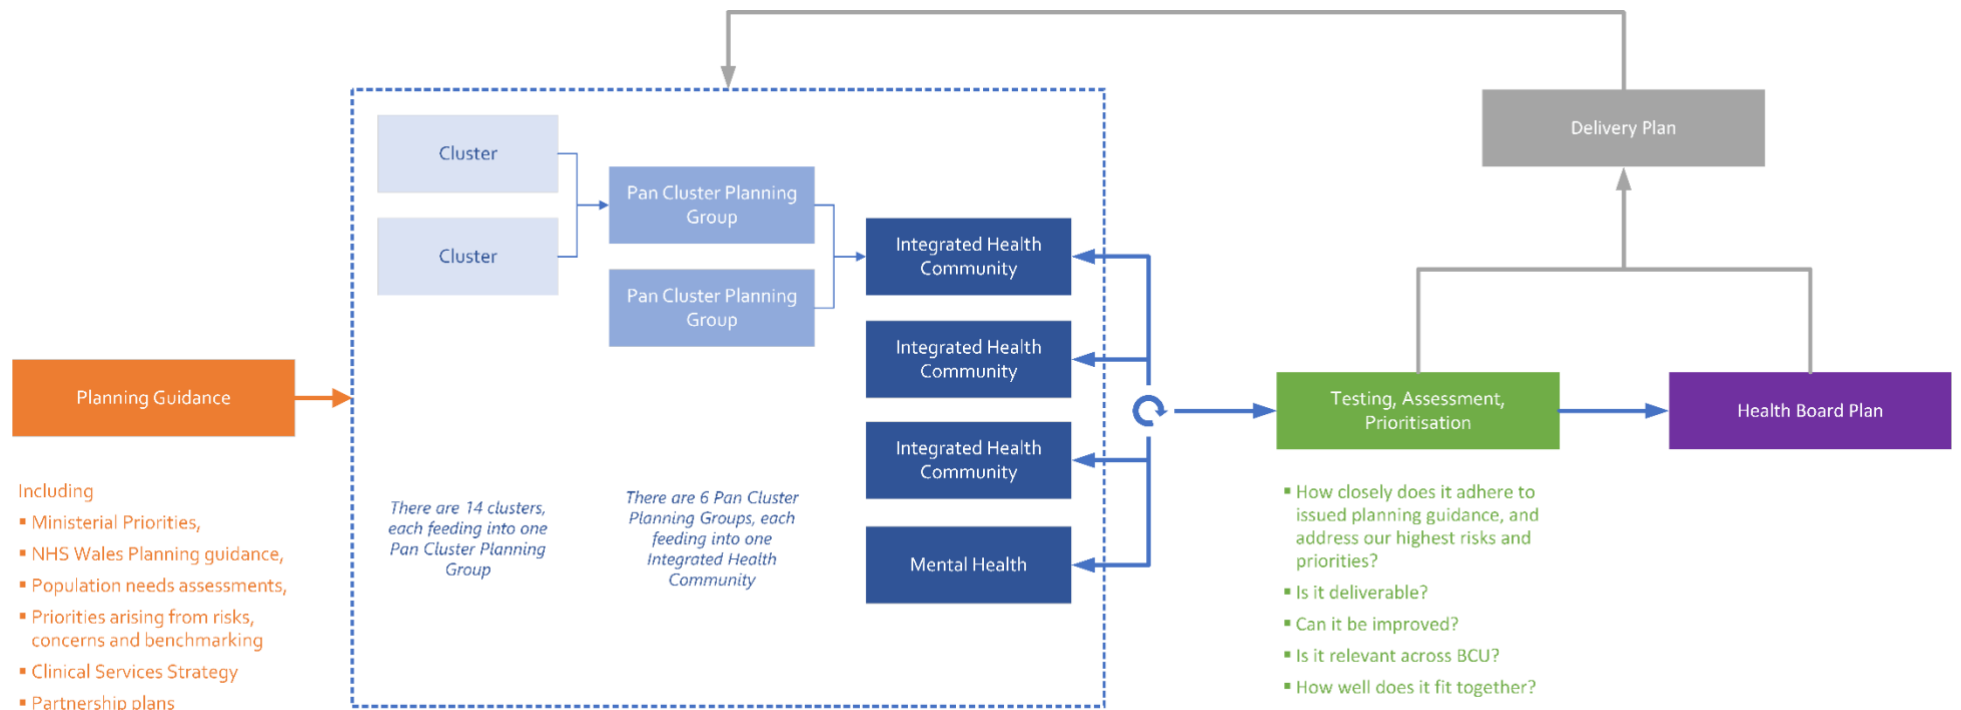 Delivery Plan
Cluster
Cluster
Pan Cluster Planning
Group
Pan Cluster Planning
Group
Integrated Health
Community
Integrated Health
Community
Integrated Health
Community
Mental Health
There are 14 clusters,
each feeding into one
Pan Cluster Planning
Group
There are 6 Pan Cluster
Planning Groups, each
feeding into one
Integrated Health
Community
Planning Guidance
Including
▪ Ministerial Priorities,
▪ NHS Wales Planning guidance,
▪ Population needs assessments,
▪ Priorities arising from risks,
concerns and benchmarking
▪ Clinical Services Strategy
▪ Partnership plans
Testing, Assessment,
Prioritisation
Health Board Plan
▪ How closely does it adhere to
issued planning guidance, and
address our highest risks and
priorities?
▪ Is it deliverable?
▪ Can it be improved?
▪ Is it relevant across BCU?
▪ How well does it fit together?